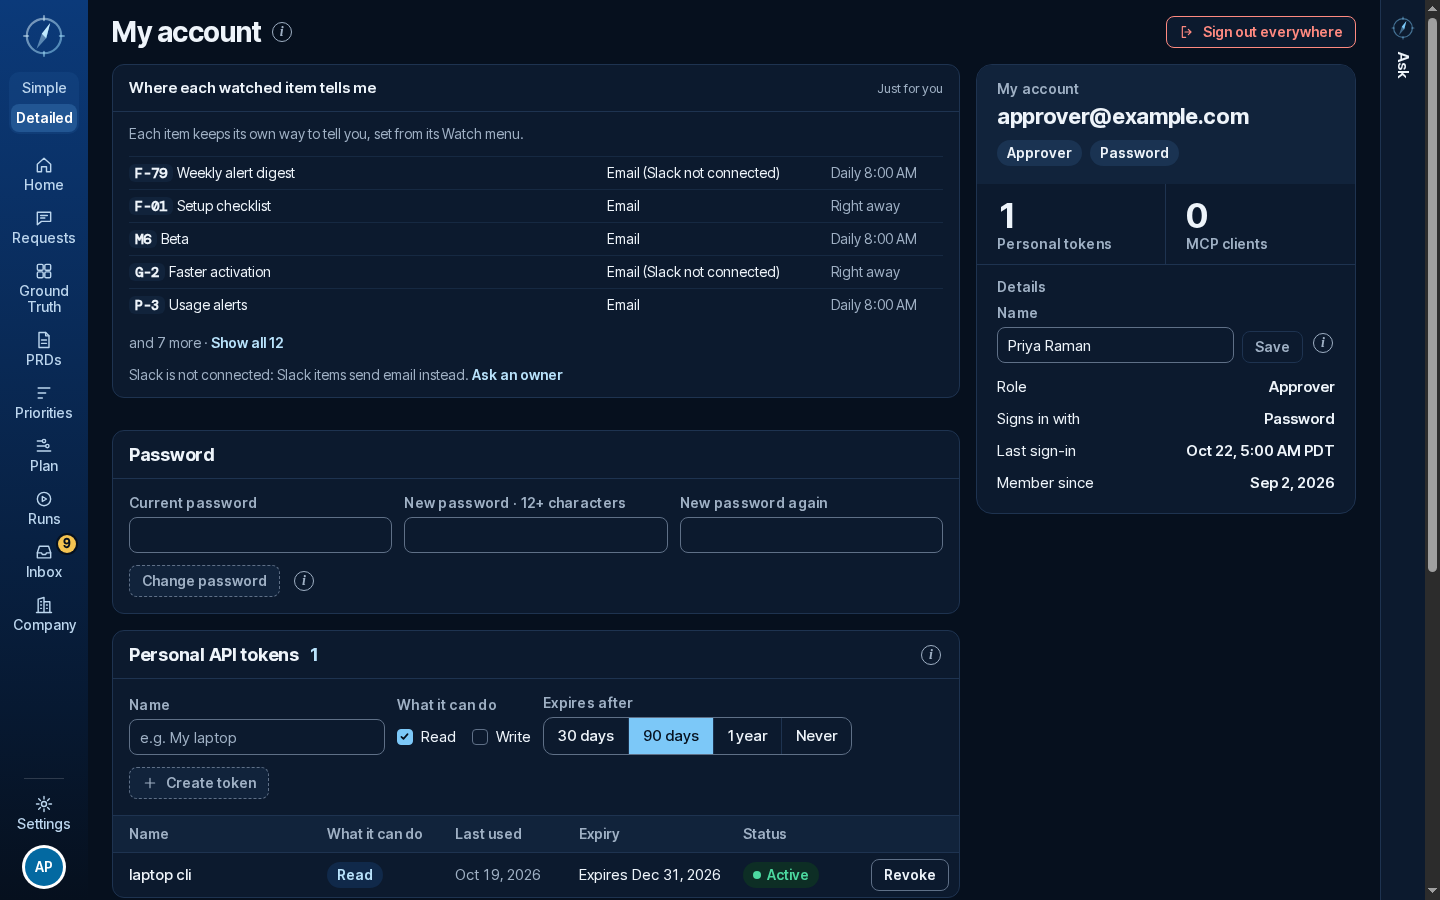 My account i
Sign out everywhere
Simple
Detailed
Home
Requests
Ground
Truth
PRDs
Priorities
Plan
Runs
9
Inbox
Company
Settings
AP
Where each watched item tells me
Just for you
Each item keeps its own way to tell you, set from its Watch menu.
F-79 Weekly alert digest Email (Slack not connected) Daily 8:00 AM
F-01 Setup checklist Email Right away
M6 Beta Email Daily 8:00 AM
G-2 Faster activation Email (Slack not connected) Right away
P-3 Usage alerts Email Daily 8:00 AM
and 7 more · Show all 12
Slack is not connected: Slack items send email instead. Ask an owner
Password
Current password New password · 12+ characters New password again
Change password i
Personal API tokens 1 i
Name What it can do Expires after
e.g. My laptop Read Write 30 days 90 days 1 year Never
+ Create token
Name What it can do Last used Expiry Status
laptop cli Read Oct 19, 2026 Expires Dec 31, 2026 Active Revoke
My account
approver@example.com
Approver Password
1 0
Personal tokens MCP clients
Details
Name
Priya Raman Save i
Role Approver
Signs in with Password
Last sign-in Oct 22, 5:00 AM PDT
Member since Sep 2, 2026
Ask